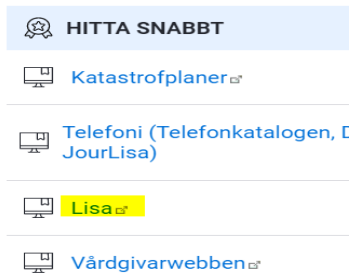 HITTA SNABBT
Katastrofplaner
Telefoni (Telefonkatalogen,
JourLisa)
Lisa
Vårdgivarwebben